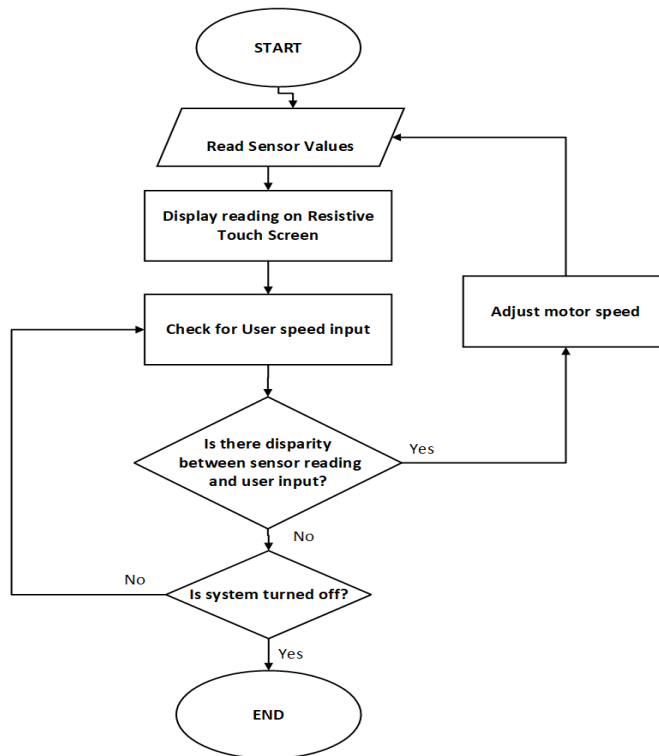 START
Read Sensor Values
Display reading on Resistive
Touch Screen
Adjust motor speed
Check for User speed input
Is there disparity
between sensor reading
and user input?
Yes
No
No
Is system turned off?
Yes
END